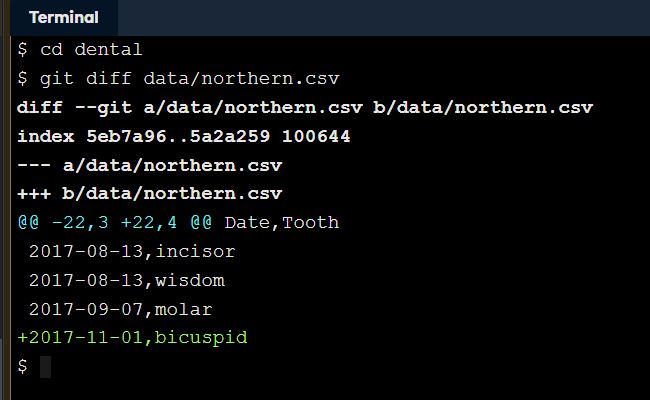 Terminal
$ cd dental
$ git diff data/northern.csv
diff --git a/data/northern.csv b/data/northern.csv
index 5eb7a96..5a2a259 100644
--- a/data/northern.csv
+++ b/data/northern.csv
@@ -22,3 +22,4 @@ Date,Tooth
 2017-08-13,incisor
 2017-08-13,wisdom
 2017-09-07,molar
+2017-11-01,bicuspid
$